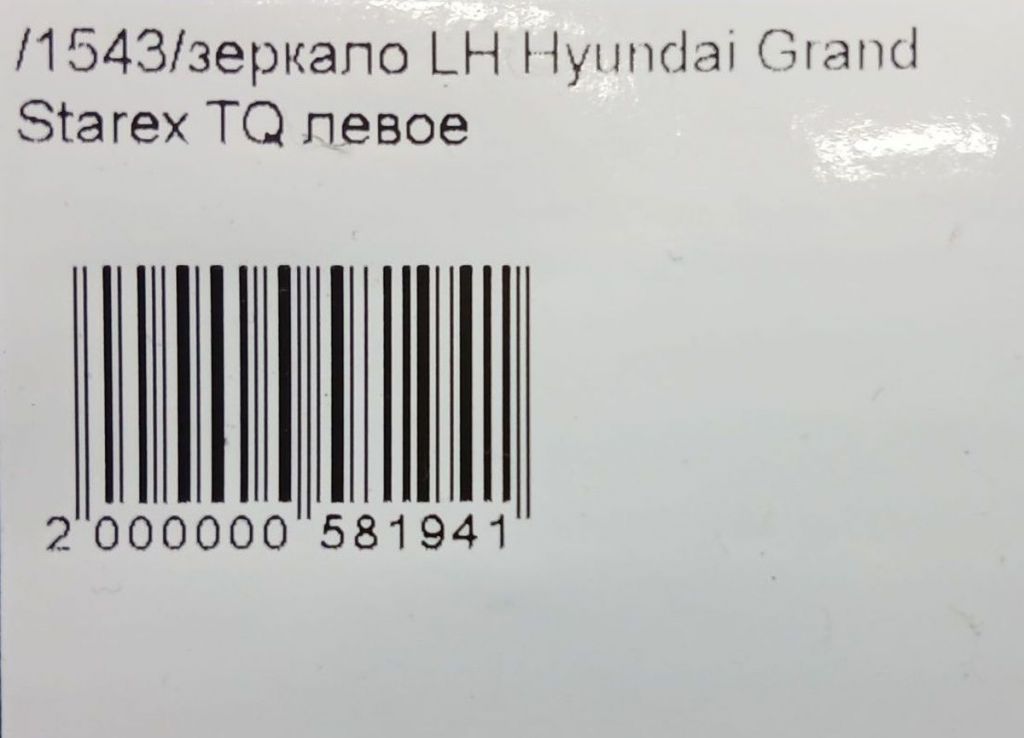 /1543/зеркало LH Hyundai Grand
Starex TQ левое
2 000000 581941